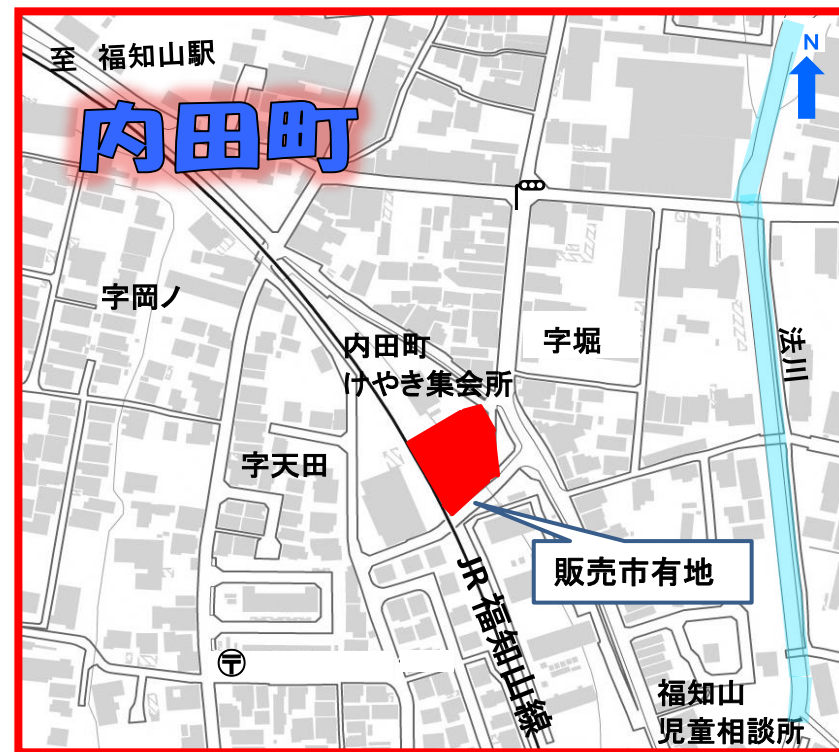 至 福知山駅
N
内田町
字岡ノ
内田町
けやき集会所
字堀
法川
字天田
販売市有地
JR 福知山線
〒
福知山
児童相談所